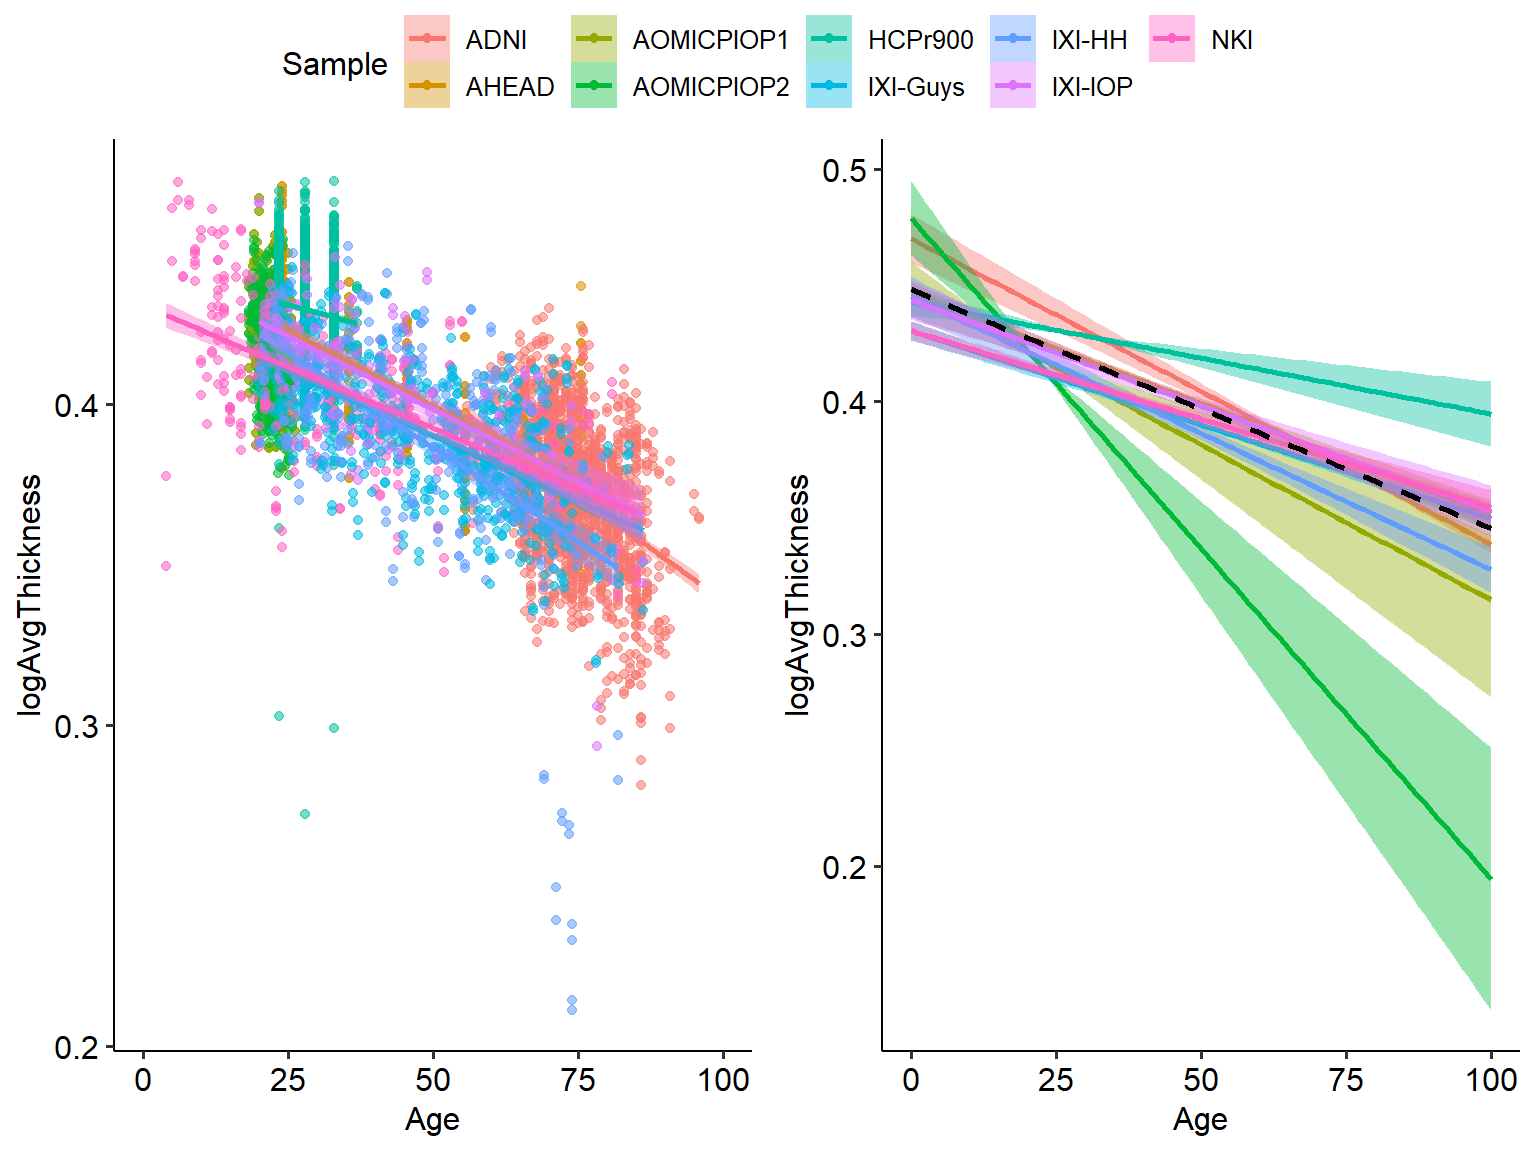 Sample
ADNI AOMICPIOP1 HCPr900 IXI-HH NKI
AHEAD AOMICPIOP2 IXI-Guys IXI-IOP
logAvgThickness
0.4
0.3
0.2
0 25 50 75 100
Age
logAvgThickness
0.5
0.4
0.3
0.2
0 25 50 75 100
Age